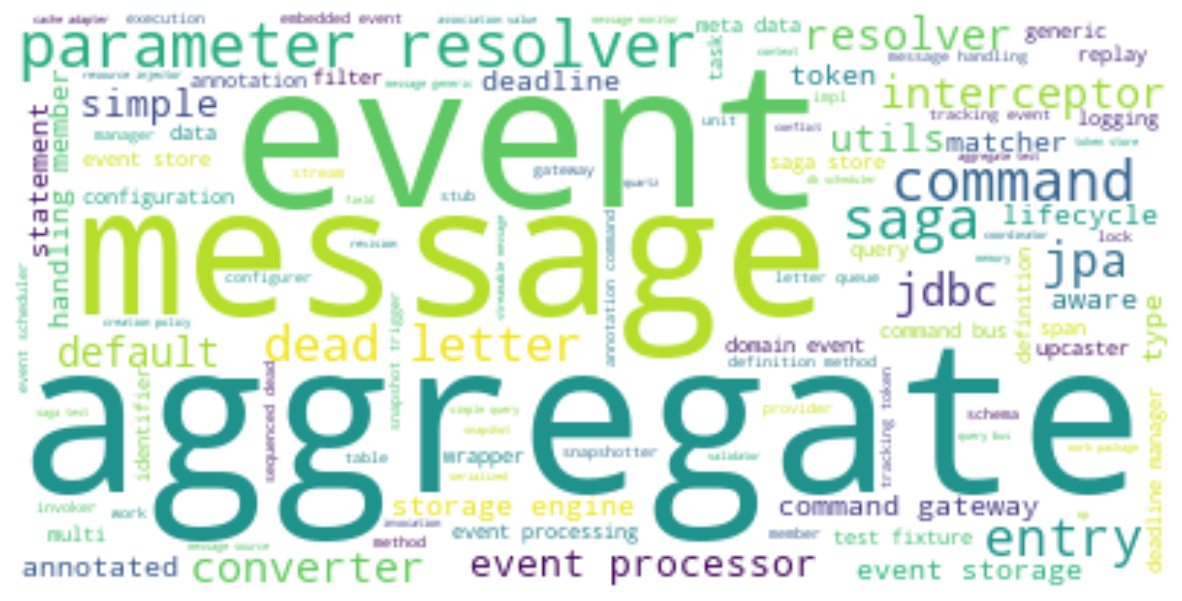 cache adapter
execution
embedded event
association value
message monitor
parameter resolver
meta data
resolver
generic
task
context
message handling
replay
resource injector
annotation
filter
message generic
deadline
token
simple
event
impl
interceptor
handling member
statement
manager
data
unit
conflict
tracking event
logging
utils
matcher
token store
event store
stream
gateway
quartz
saga store
aggregate test
db scheduler
command
configuration
field
stub
message
saga
lifecycle
revision
streamable message
annotation command
query
coordinator
lock
configurer
letter queue
memory
jpa
event scheduler
jdbc
definition
aware
creation policy
snapshot trigger
default
dead letter
domain event
command bus
span
type
definition method
upcaster
aggregate
identifier
sequenced dead
tracking token
saga test
simple query
provider
schema
snapshot
query bus
table
wrapper
snapshotter
validator
work package
serialized
deadline manager
invoker
work
storage engine
command gateway
multi
invocation
event processing
member
test fixture
entry
message source
method
annotated
converter
event processor
event storage